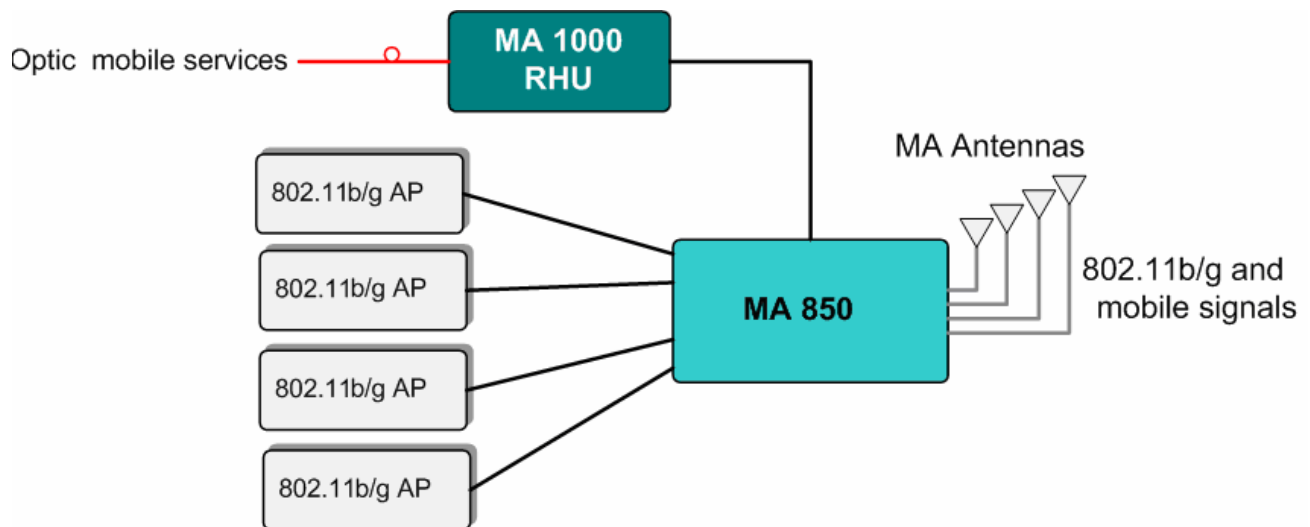 Optic mobile services
MA 1000
RHU
MA Antennas
802.11b/g AP
802.11b/g AP
802.11b/g AP
802.11b/g AP
MA 850
802.11b/g and
mobile signals